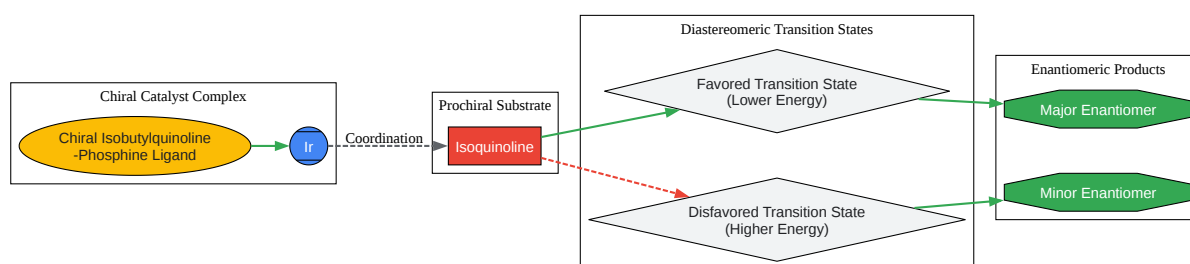 Chiral Catalyst Complex
Chiral Isobutylquinoline
-Phosphine Ligand
Ir
Coordination
Prochiral Substrate
Isoquinoline
Diastereomeric Transition States
Favored Transition State
(Lower Energy)
Disfavored Transition State
(Higher Energy)
Enantiomeric Products
Major Enantiomer
Minor Enantiomer